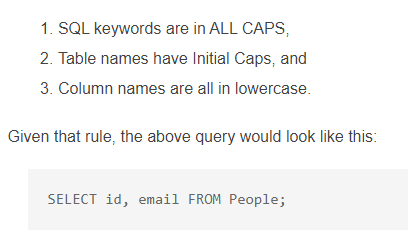 1. SQL keywords are in ALL CAPS,
2. Table names have Initial Caps, and
3. Column names are all in lowercase.
Given that rule, the above query would look like this:
SELECT id, email FROM People;